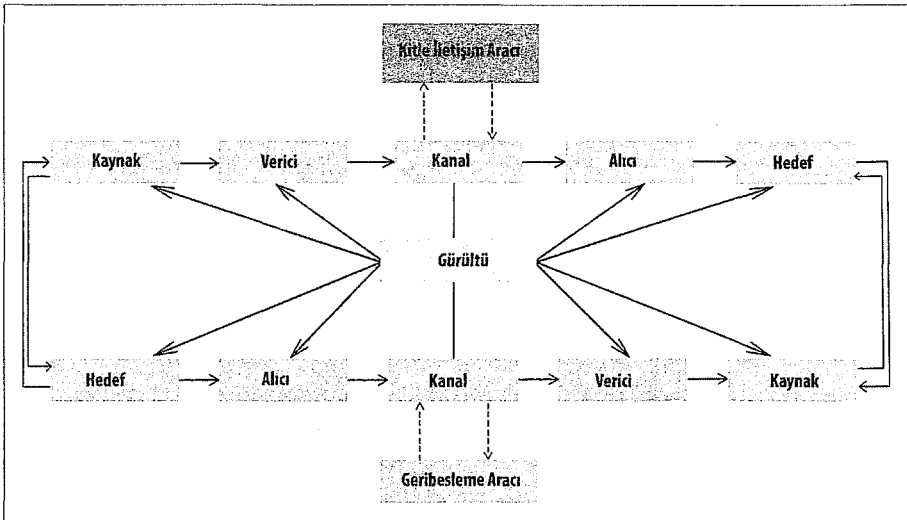 Kitle İletişim Aracı
Kaynak
Verici
Kanal
Alıcı
Hedef
Gürültü
Hedef
Alıcı
Kanal
Verici
Kaynak
Geribesleme Aracı